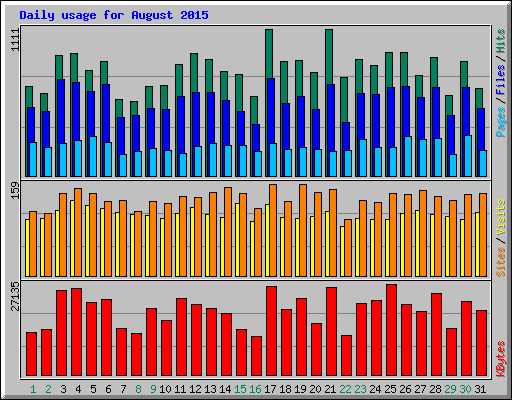 Daily usage for August 2015
1111
Pages / Files / Hits
159
Sites / Visits
27135
KBytes
1 2 3 4 5 6 7 8 9 10 11 12 13 14 15 16 17 18 19 20 21 22 23 24 25 26 27 28 29 30 31